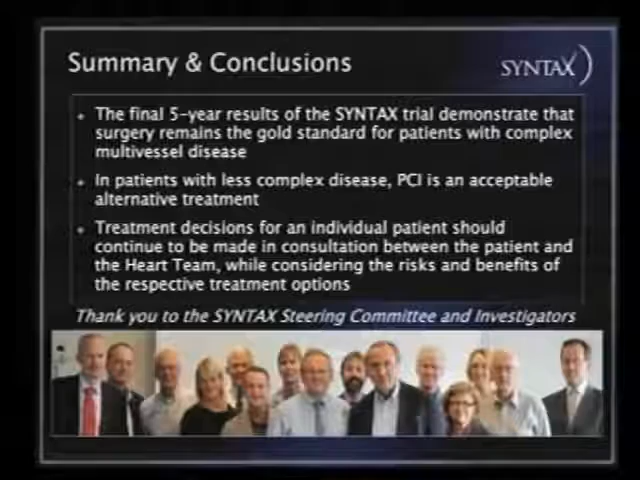 Summary & Conclusions
SYNTAX
• The final 5-year results of the SYNTAX trial demonstrate that
surgery remains the gold standard for patients with complex
multivessel disease
• In patients with less complex disease, PCI is an acceptable
alternative treatment
• Treatment decisions for an individual patient should
continue to be made in consultation between the patient and
the Heart Team, while considering the risks and benefits of
the respective treatment options
Thank you to the SYNTAX Steering Committee and Investigators